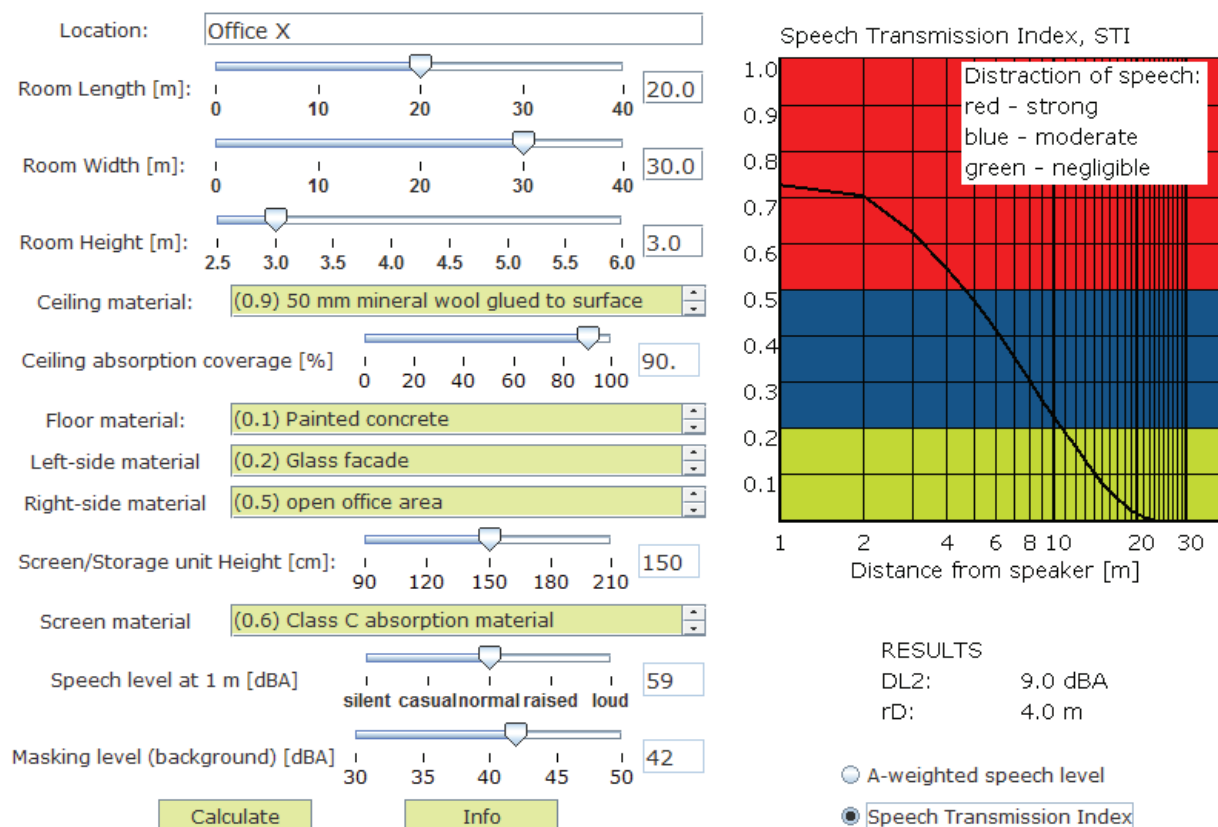 Location: Office X
Room Length [m]: 20.0
0 10 20 30 40
Room Width [m]: 30.0
0 10 20 30 40
Room Height [m]: 3.0
2.5 3.0 3.5 4.0 4.5 5.0 5.5 6.0
Ceiling material: (0.9) 50 mm mineral wool glued to surface
Ceiling absorption coverage [%] 90.
0 20 40 60 80 100
Floor material: (0.1) Painted concrete
Left-side material (0.2) Glass facade
Right-side material (0.5) open office area
Screen/Storage unit Height [cm]: 150
90 120 150 180 210
Screen material (0.6) Class C absorption material
Speech level at 1 m [dBA] 59
silent casual normal raised loud
Masking level (background) [dBA] 42
30 35 40 45 50
Calculate Info
Speech Transmission Index, STI
1.0
0.9
0.8
0.7
0.6
0.5
0.4
0.3
0.2
0.1
Distraction of speech:
red - strong
blue - moderate
green - negligible
1 2 4 6 8 10 20 30
Distance from speaker [m]
RESULTS
DL2: 9.0 dBA
rD: 4.0 m
A-weighted speech level
Speech Transmission Index